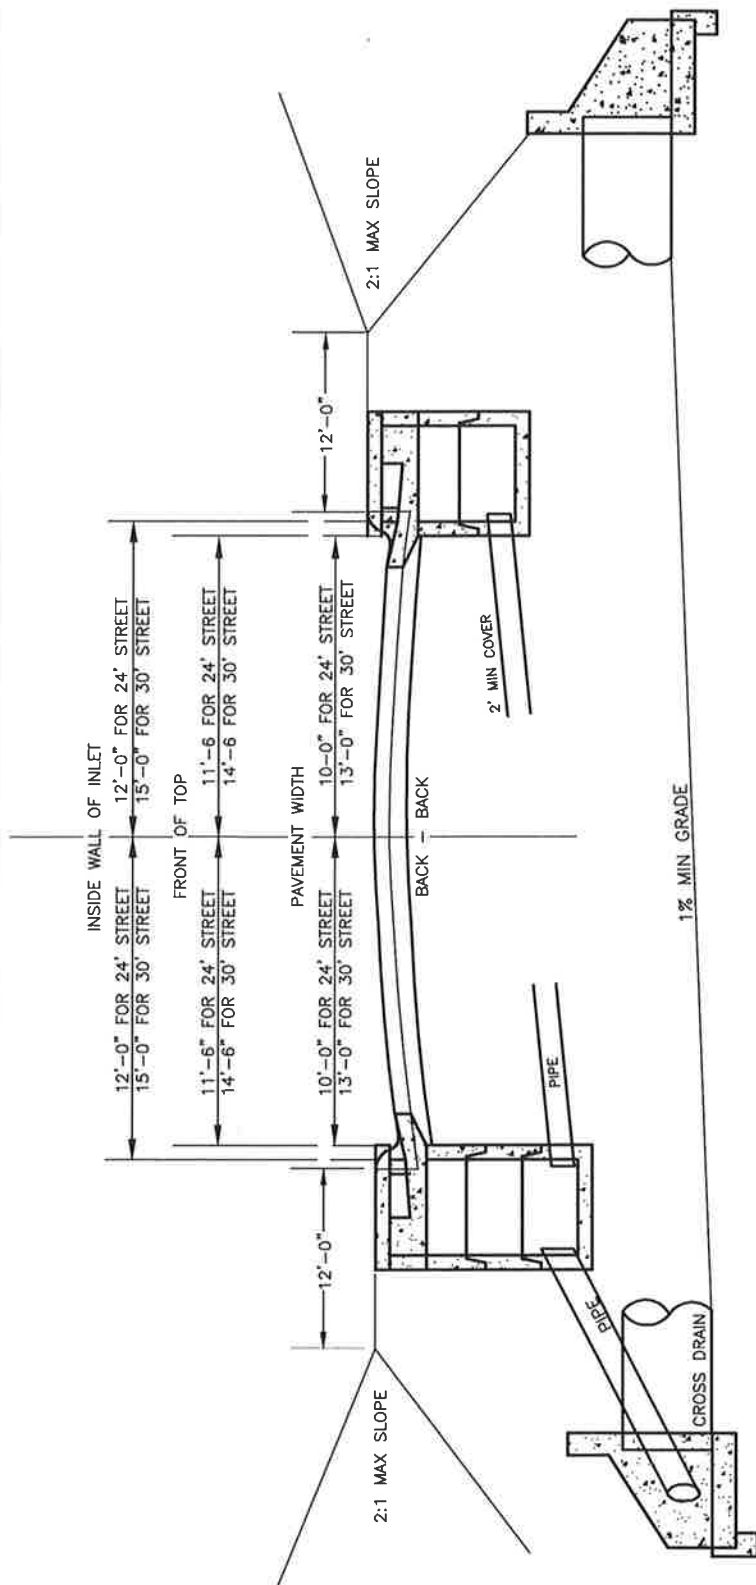 INSIDE WALL OF INLET
12'-0" FOR 24' STREET
15'-0" FOR 30' STREET
12'-0" FOR 24' STREET
15'-0" FOR 30' STREET
FRONT OF TOP
11'-6" FOR 24' STREET
14'-6" FOR 30' STREET
11'-6 FOR 24' STREET
14'-6 FOR 30' STREET
PAVEMENT WIDTH
10'-0" FOR 24' STREET
13'-0" FOR 30' STREET
10-0" FOR 24' STREET
13'-0" FOR 30' STREET
12'-0"
12'-0"
2:1 MAX SLOPE
2:1 MAX SLOPE
BACK - BACK
2' MIN COVER
PIPE
PIPE
CROSS DRAIN
1% MIN GRADE